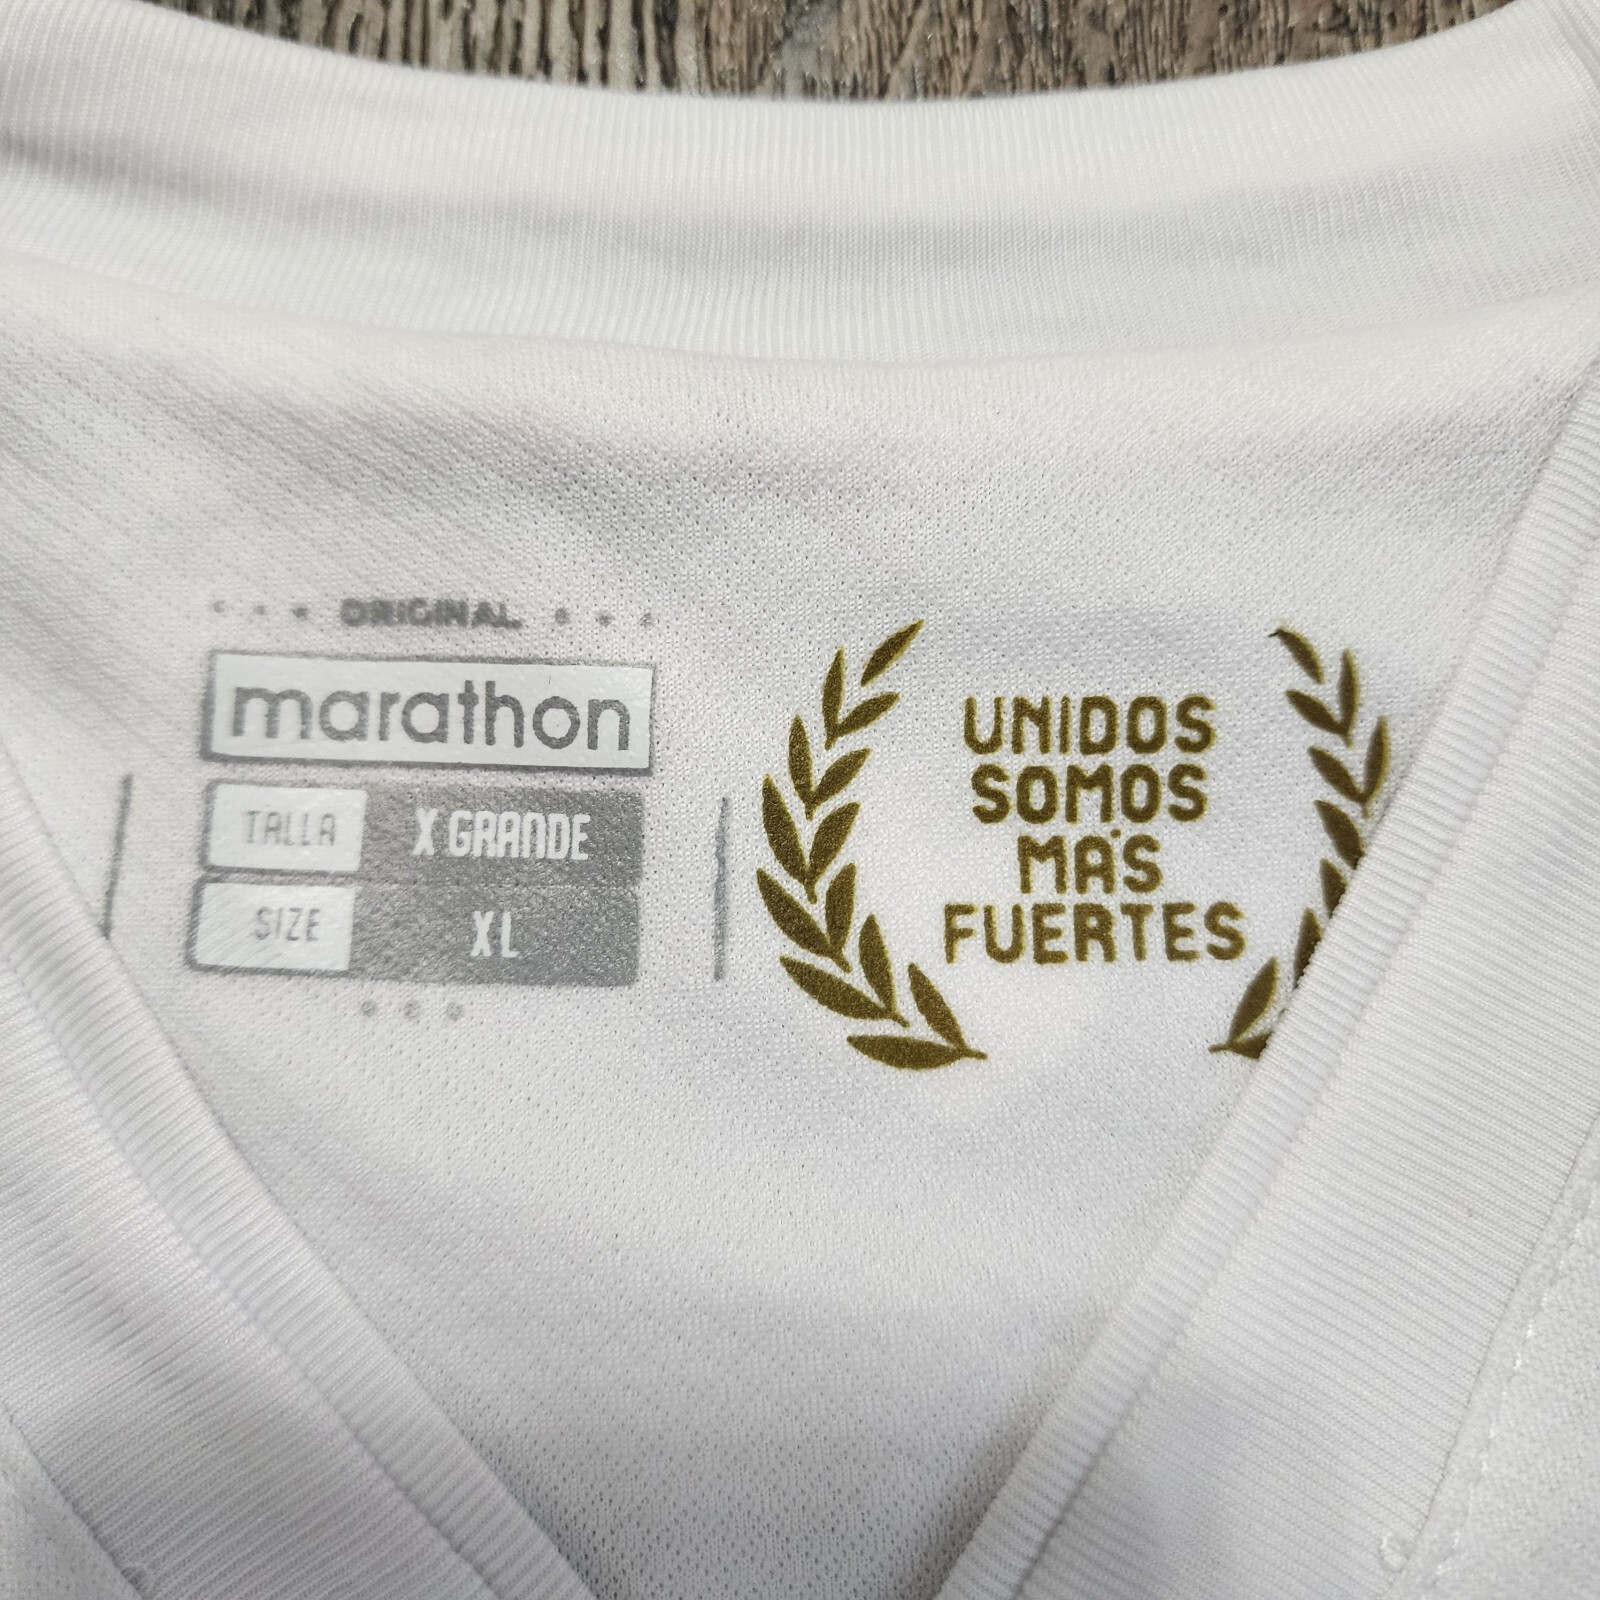 ORIGINAL
marathon
TALLA X GRANDE
SIZE XL
UNIDOS
SOMOS
MÁS
FUERTES